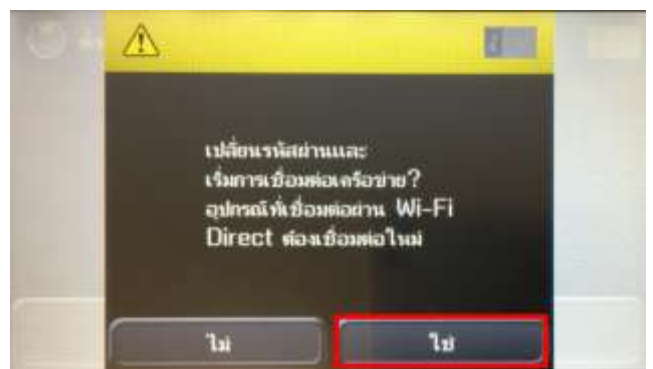 เปลี่ยนรหัสผ่านและ
เริ่มการเชื่อมต่อเครือข่าย?
อุปกรณ์ที่เชื่อมต่อผ่าน Wi-Fi
Direct ต้องเชื่อมต่อใหม่
ไม่ ใช่